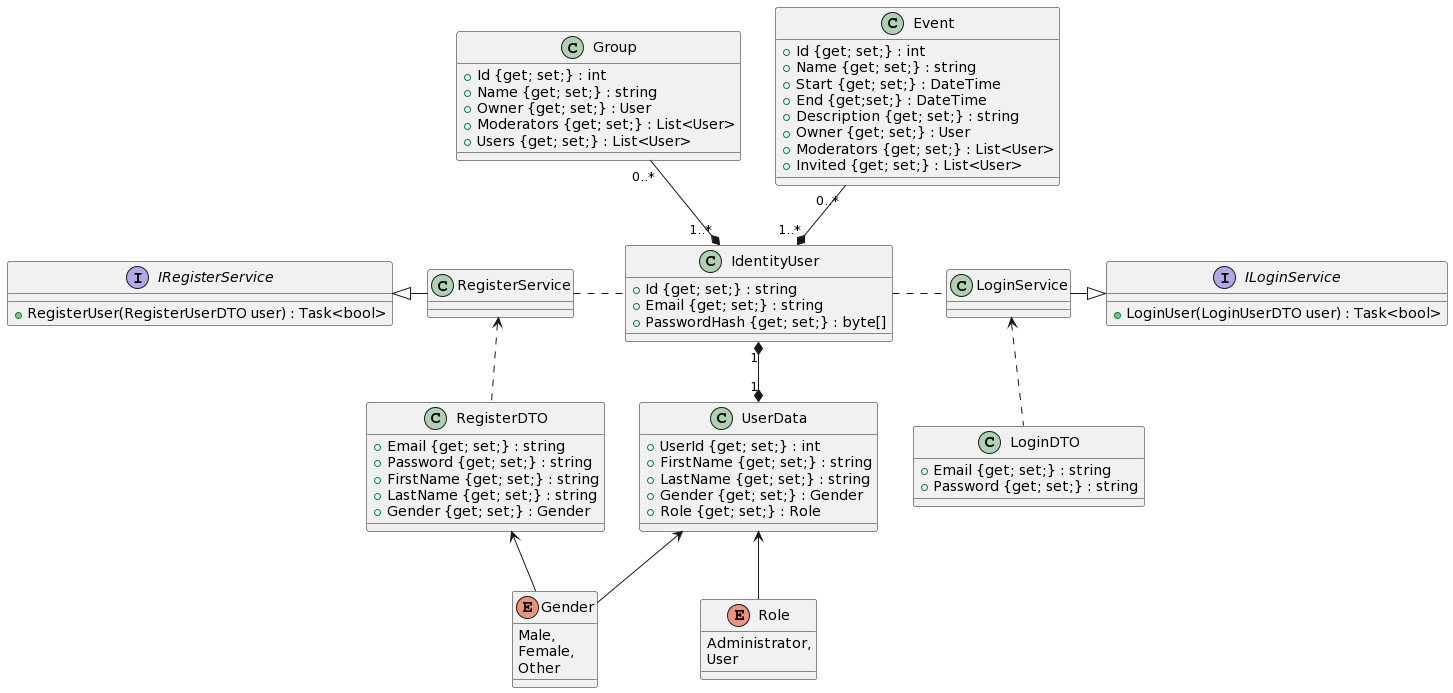 C Group
Id {get; set;} : int
Name {get; set;} : string
Owner {get; set;} : User
Moderators {get; set;} : List<User>
Users {get; set;} : List<User>
C Event
Id {get; set;} : int
Name {get; set;} : string
Start {get; set;} : DateTime
End {get;set;} : DateTime
Description {get; set;} : string
Owner {get; set;} : User
Moderators {get; set;} : List<User>
Invited {get; set;} : List<User>
0..*
1..*
0..*
1..*
I IRegisterService
RegisterUser(RegisterUserDTO user) : Task<bool>
C RegisterService
C IdentityUser
Id {get; set;} : string
Email {get; set;} : string
PasswordHash {get; set;} : byte[]
C LoginService
I ILoginService
LoginUser(LoginUserDTO user) : Task<bool>
1
1
C RegisterDTO
Email {get; set;} : string
Password {get; set;} : string
FirstName {get; set;} : string
LastName {get; set;} : string
Gender {get; set;} : Gender
C UserData
UserId {get; set;} : int
FirstName {get; set;} : string
LastName {get; set;} : string
Gender {get; set;} : Gender
Role {get; set;} : Role
C LoginDTO
Email {get; set;} : string
Password {get; set;} : string
E Gender
Male,
Female,
Other
E Role
Administrator,
User